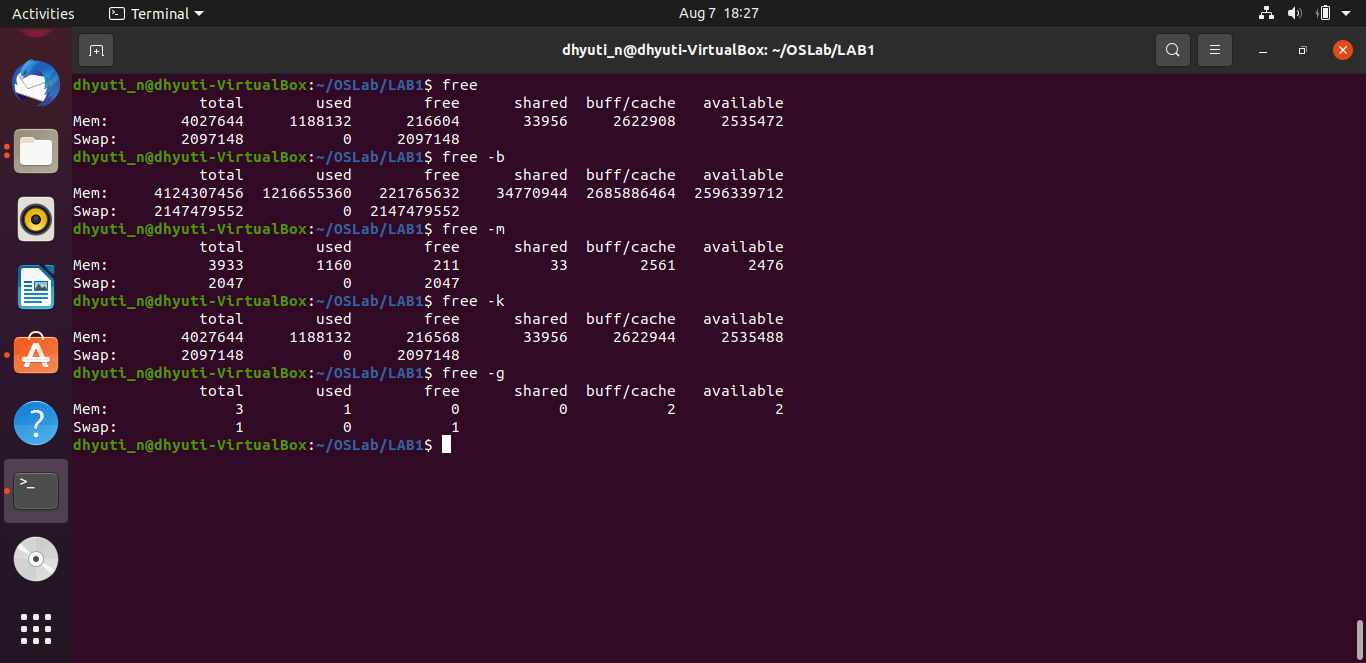 Activities Terminal Aug 7 18:27
dhyuti_n@dhyuti-VirtualBox: ~/OSLab/LAB1
dhyuti_n@dhyuti-VirtualBox:~/OSLab/LAB1$ free
total used free shared buff/cache available
Mem: 4027644 1188132 216604 33956 2622908 2535472
Swap: 2097148 0 2097148
dhyuti_n@dhyuti-VirtualBox:~/OSLab/LAB1$ free -b
total used free shared buff/cache available
Mem: 4124307456 1216655360 221765632 34770944 2685886464 2596339712
Swap: 2147479552 0 2147479552
dhyuti_n@dhyuti-VirtualBox:~/OSLab/LAB1$ free -m
total used free shared buff/cache available
Mem: 3933 1160 211 33 2561 2476
Swap: 2047 0 2047
dhyuti_n@dhyuti-VirtualBox:~/OSLab/LAB1$ free -k
total used free shared buff/cache available
Mem: 4027644 1188132 216568 33956 2622944 2535488
Swap: 2097148 0 2097148
dhyuti_n@dhyuti-VirtualBox:~/OSLab/LAB1$ free -g
total used free shared buff/cache available
Mem: 3 1 0 0 2 2
Swap: 1 0 1
dhyuti_n@dhyuti-VirtualBox:~/OSLab/LAB1$